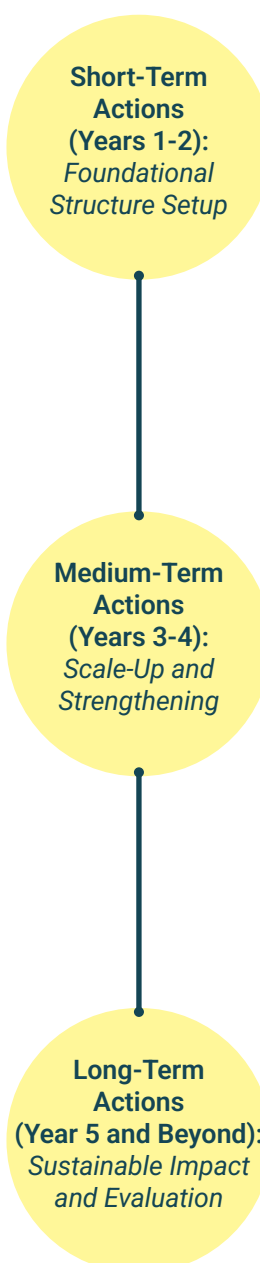 Short-Term
Actions
(Years 1-2):
Foundational
Structure Setup
Medium-Term
Actions
(Years 3-4):
Scale-Up and
Strengthening
Long-Term
Actions
(Year 5 and Beyond):
Sustainable Impact
and Evaluation